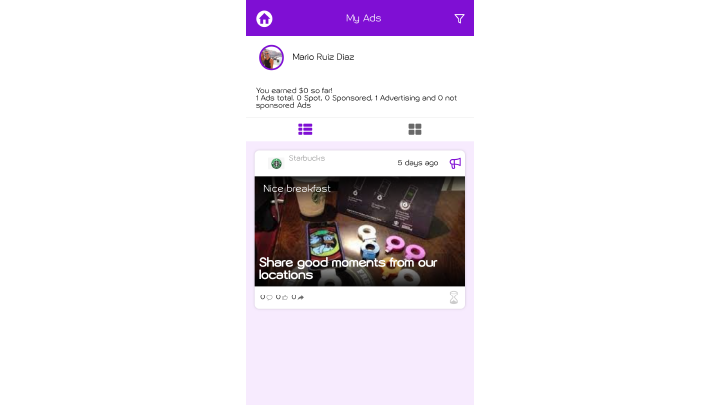 My Ads
Mario Ruiz Diaz
You earned $0 so far!
1 Ads total, 0 Spot, 0 Sponsored, 1 Advertising and 0 not
sponsored Ads
Starbucks
5 days ago
Nice breakfast
Share good moments from our
locations
0 0 0